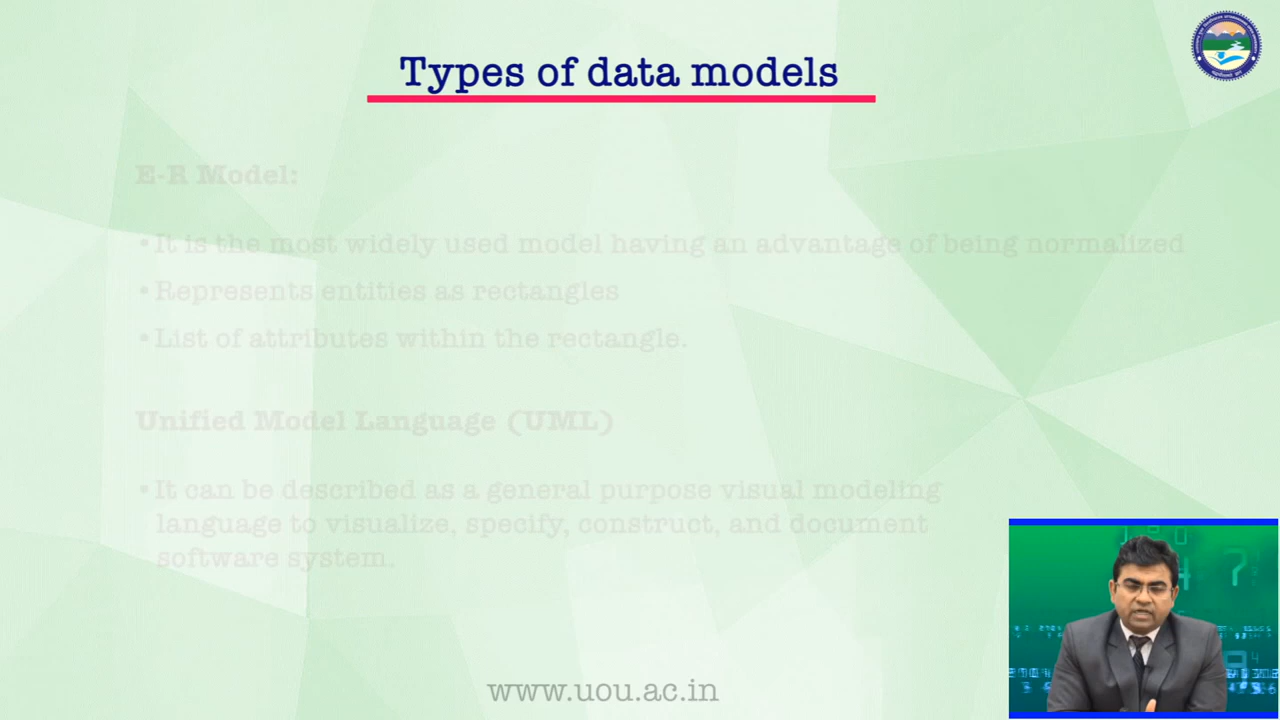 Types of data models
E-R Model:
• It is the most widely used model having an advantage of being normalized
• Represents entities as rectangles
• List of attributes within the rectangle.
Unified Model Language (UML)
• It can be described as a general purpose visual modeling
language to visualize, specify, construct, and document
software system.
www.uou.ac.in